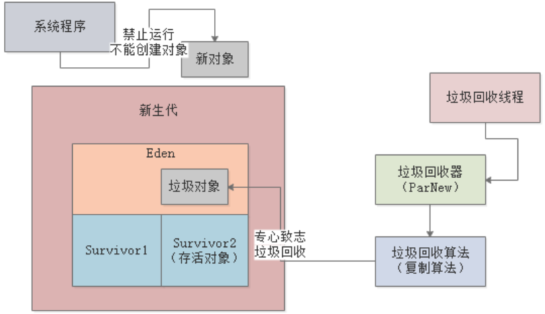 系统程序
禁止运行
不能创建对象
新对象
新生代
Eden
垃圾对象
Survivor1
Survivor2
（存活对象）
专心致志
垃圾回收
垃圾回收线程
垃圾回收器
（ParNew）
垃圾回收算法
（复制算法）